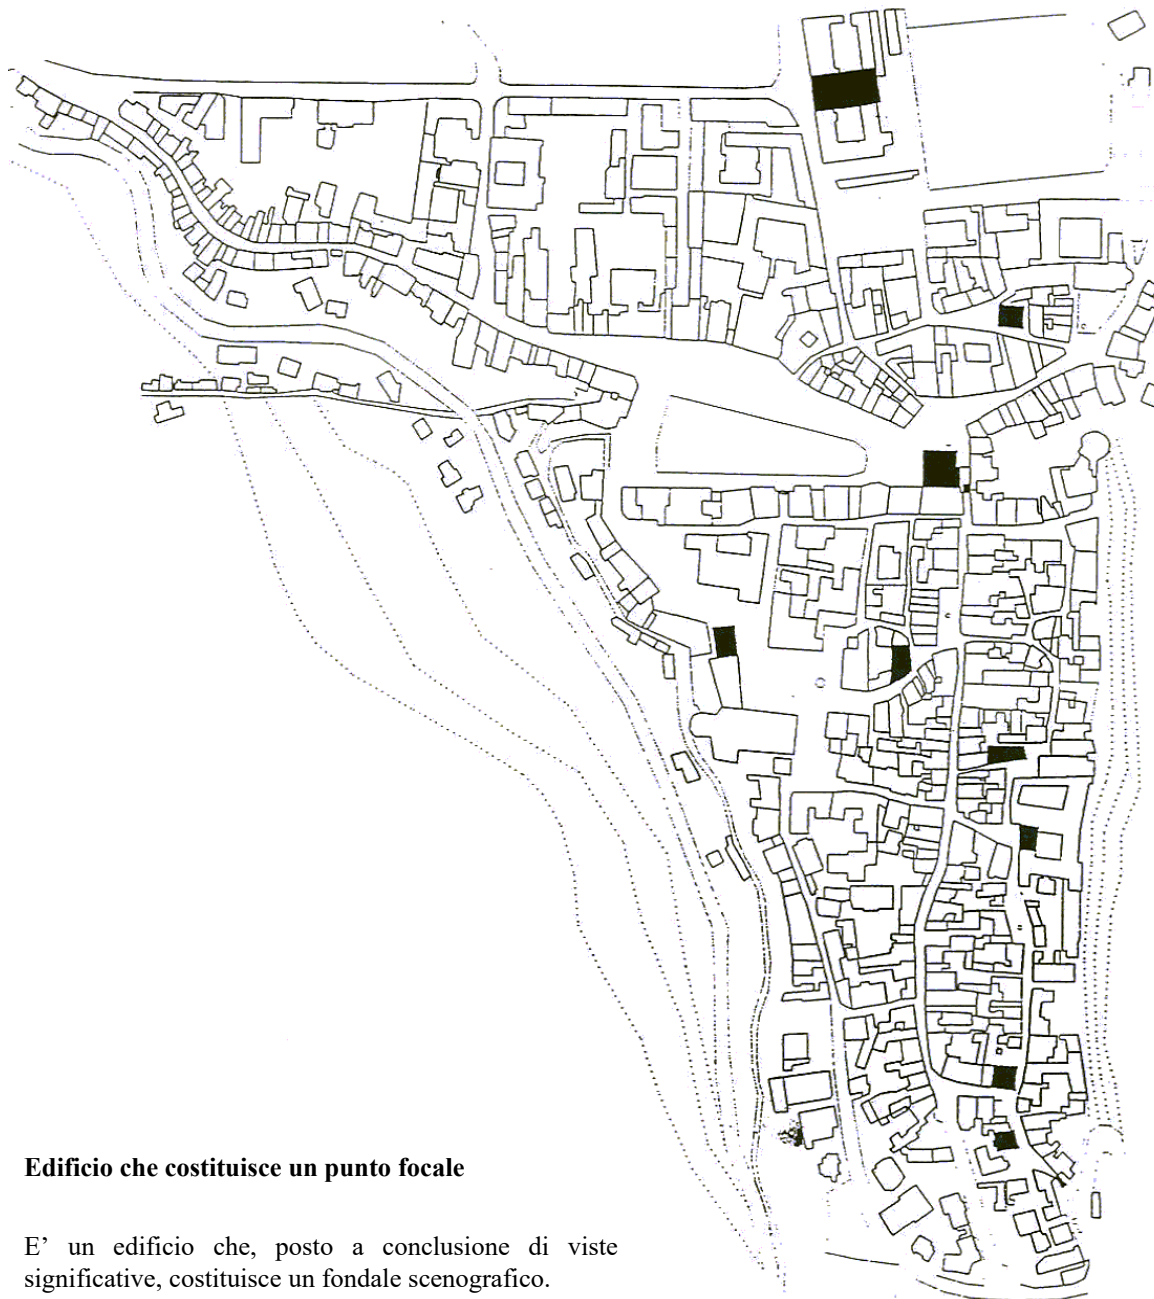 Edificio che costituisce un punto focale
E’ un edificio che, posto a conclusione di viste
significative, costituisce un fondale scenografico.